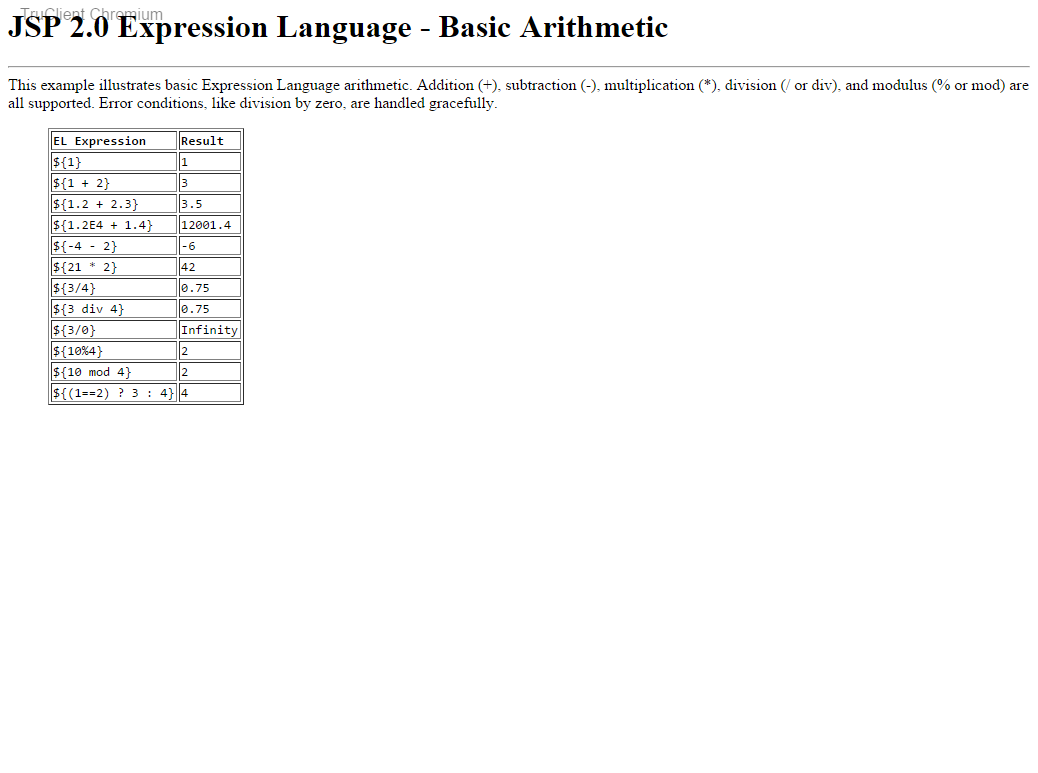 TruClient Chromium
JSP 2.0 Expression Language - Basic Arithmetic
This example illustrates basic Expression Language arithmetic. Addition (+), subtraction (-), multiplication (*), division (/ or div), and modulus (% or mod) are
all supported. Error conditions, like division by zero, are handled gracefully.
EL Expression Result
${1} 1
${1 + 2} 3
${1.2 + 2.3} 3.5
${1.2E4 + 1.4} 12001.4
${-4 - 2} -6
${21 * 2} 42
${3/4} 0.75
${3 div 4} 0.75
${3/0} Infinity
${10%4} 2
${10 mod 4} 2
${(1==2) ? 3 : 4} 4